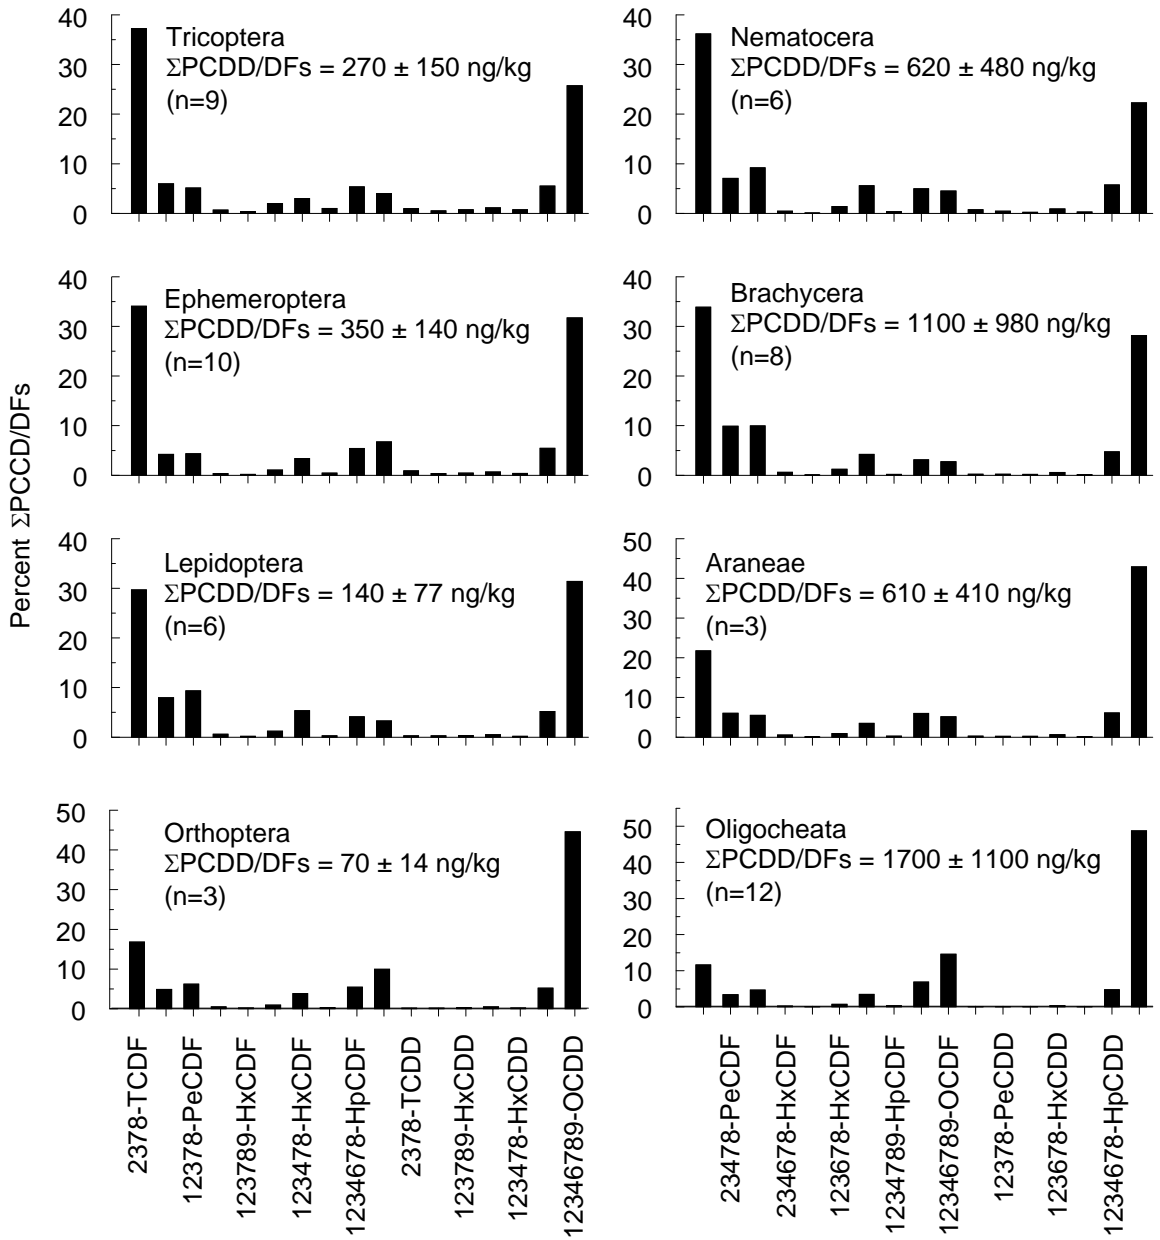 Percent ΣPCCD/DFs
40
30
20
10
0
Tricoptera
ΣPCDD/DFs = 270 ± 150 ng/kg
(n=9)
40
30
20
10
0
Nematocera
ΣPCDD/DFs = 620 ± 480 ng/kg
(n=6)
40
30
20
10
0
Ephemeroptera
ΣPCDD/DFs = 350 ± 140 ng/kg
(n=10)
40
30
20
10
0
Brachycera
ΣPCDD/DFs = 1100 ± 980 ng/kg
(n=8)
40
30
20
10
0
Lepidoptera
ΣPCDD/DFs = 140 ± 77 ng/kg
(n=6)
50
40
30
20
10
0
Araneae
ΣPCDD/DFs = 610 ± 410 ng/kg
(n=3)
50
40
30
20
10
0
Orthoptera
ΣPCDD/DFs = 70 ± 14 ng/kg
(n=3)
50
40
30
20
10
0
Oligocheata
ΣPCDD/DFs = 1700 ± 1100 ng/kg
(n=12)
2378-TCDF
12378-PeCDF
123789-HxCDF
123478-HxCDF
1234678-HpCDF
2378-TCDD
123789-HxCDD
123478-HxCDD
12346789-OCDD
23478-PeCDF
234678-HxCDF
123678-HxCDF
1234789-HpCDF
12346789-OCDF
12378-PeCDD
123678-HxCDD
1234678-HpCDD